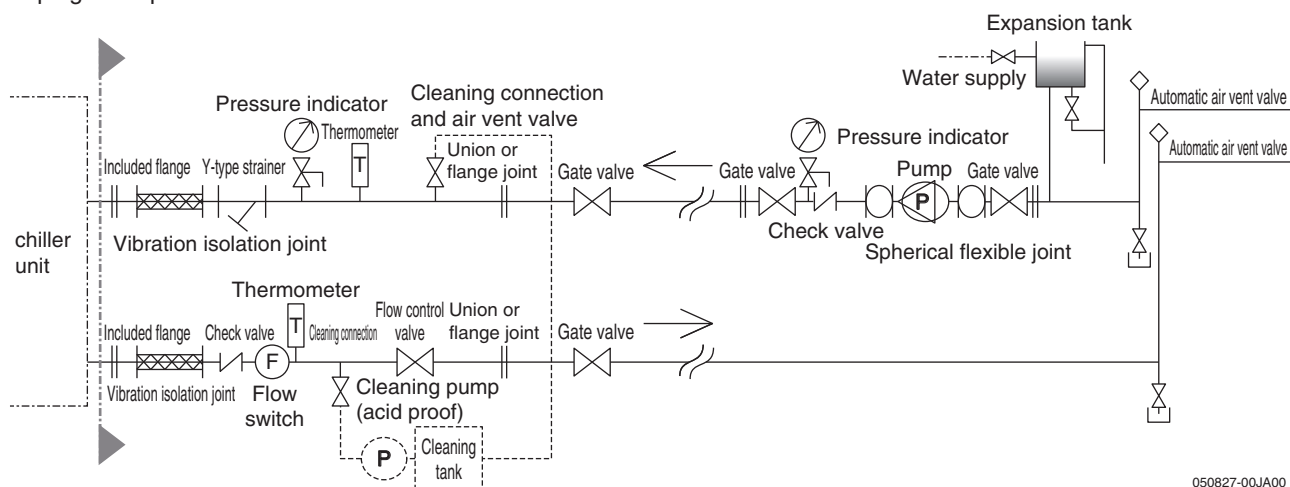 Expansion tank
Water supply
Cleaning connection
and air vent valve
Pressure indicator
Thermometer
Automatic air vent valve
Pressure indicator
Automatic air vent valve
Included flange
Y-type strainer
T
Union or
flange joint
Gate valve
Gate valve
Pump
Gate valve
P
Check valve
Vibration isolation joint
Spherical flexible joint
chiller
unit
Thermometer
Included flange
Check valve
T
Cleaning connection
Flow control
valve
Union or
flange joint
Gate valve
F
Vibration isolation joint
Flow
switch
Cleaning pump
(acid proof)
P
Cleaning
tank
050827-00JA00